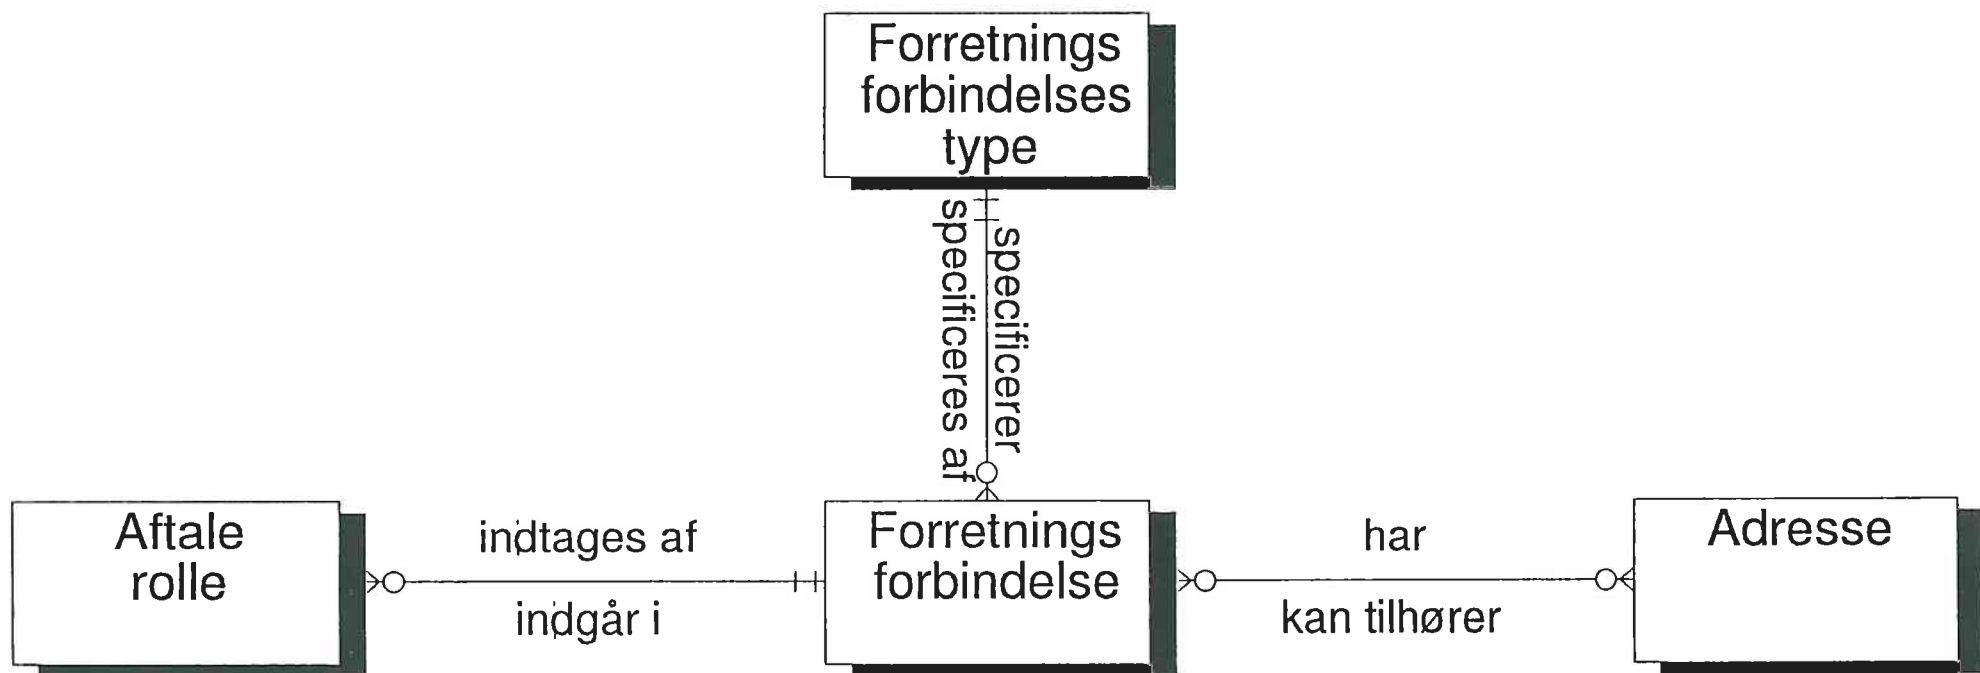 Forretnings
forbindelses
type
specificeres af
specificerer
Aftale
rolle
indtages af
indgår i
Forretnings
forbindelse
har
kan tilhører
Adresse